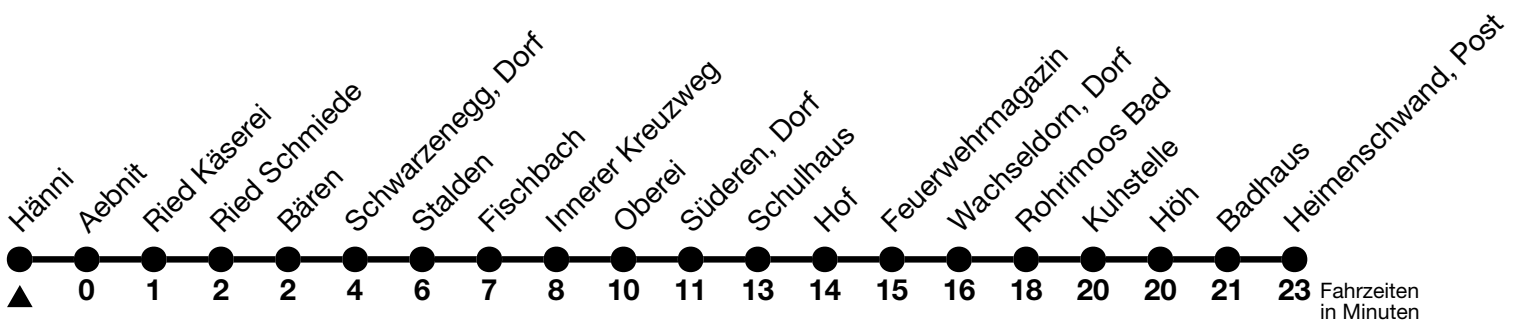 Hänni
Aebnit
Ried Käserei
Ried Schmiede
Bären
Schwarzenegg, Dorf
Stalden
Fischbach
Innerer Kreuzweg
Oberei
Süderen, Dorf
Schulhaus
Hof
Feuerwehrmagazin
Wachseldorn, Dorf
Rohrimoos Bad
Kuhstelle
Höh
Badhaus
Heimenschwand, Post
0 1 2 2 4 6 7 8 10 11 13 14 15 16 18 20 20 21 23 Fahrzeiten
in Minuten